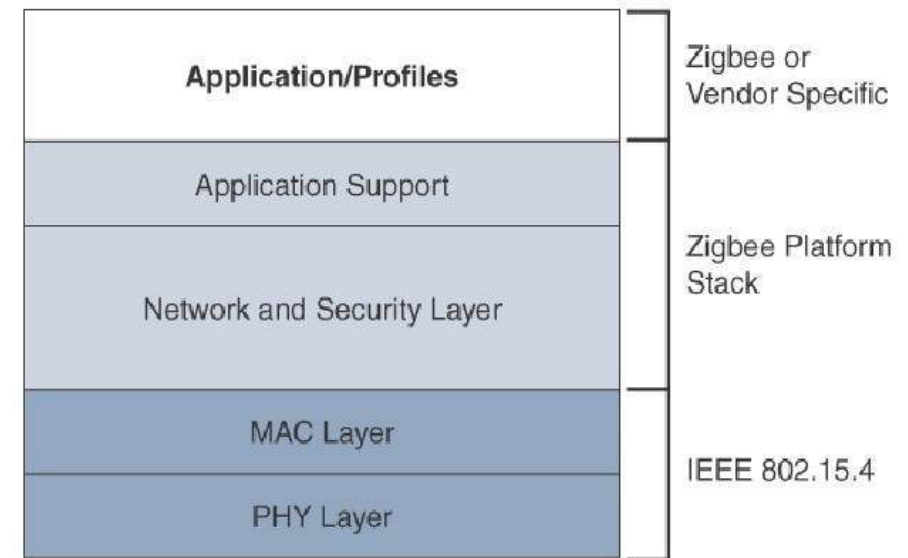 Application/Profiles
Zigbee or
Vendor Specific
Application Support
Network and Security Layer
Zigbee Platform
Stack
MAC Layer
PHY Layer
IEEE 802.15.4